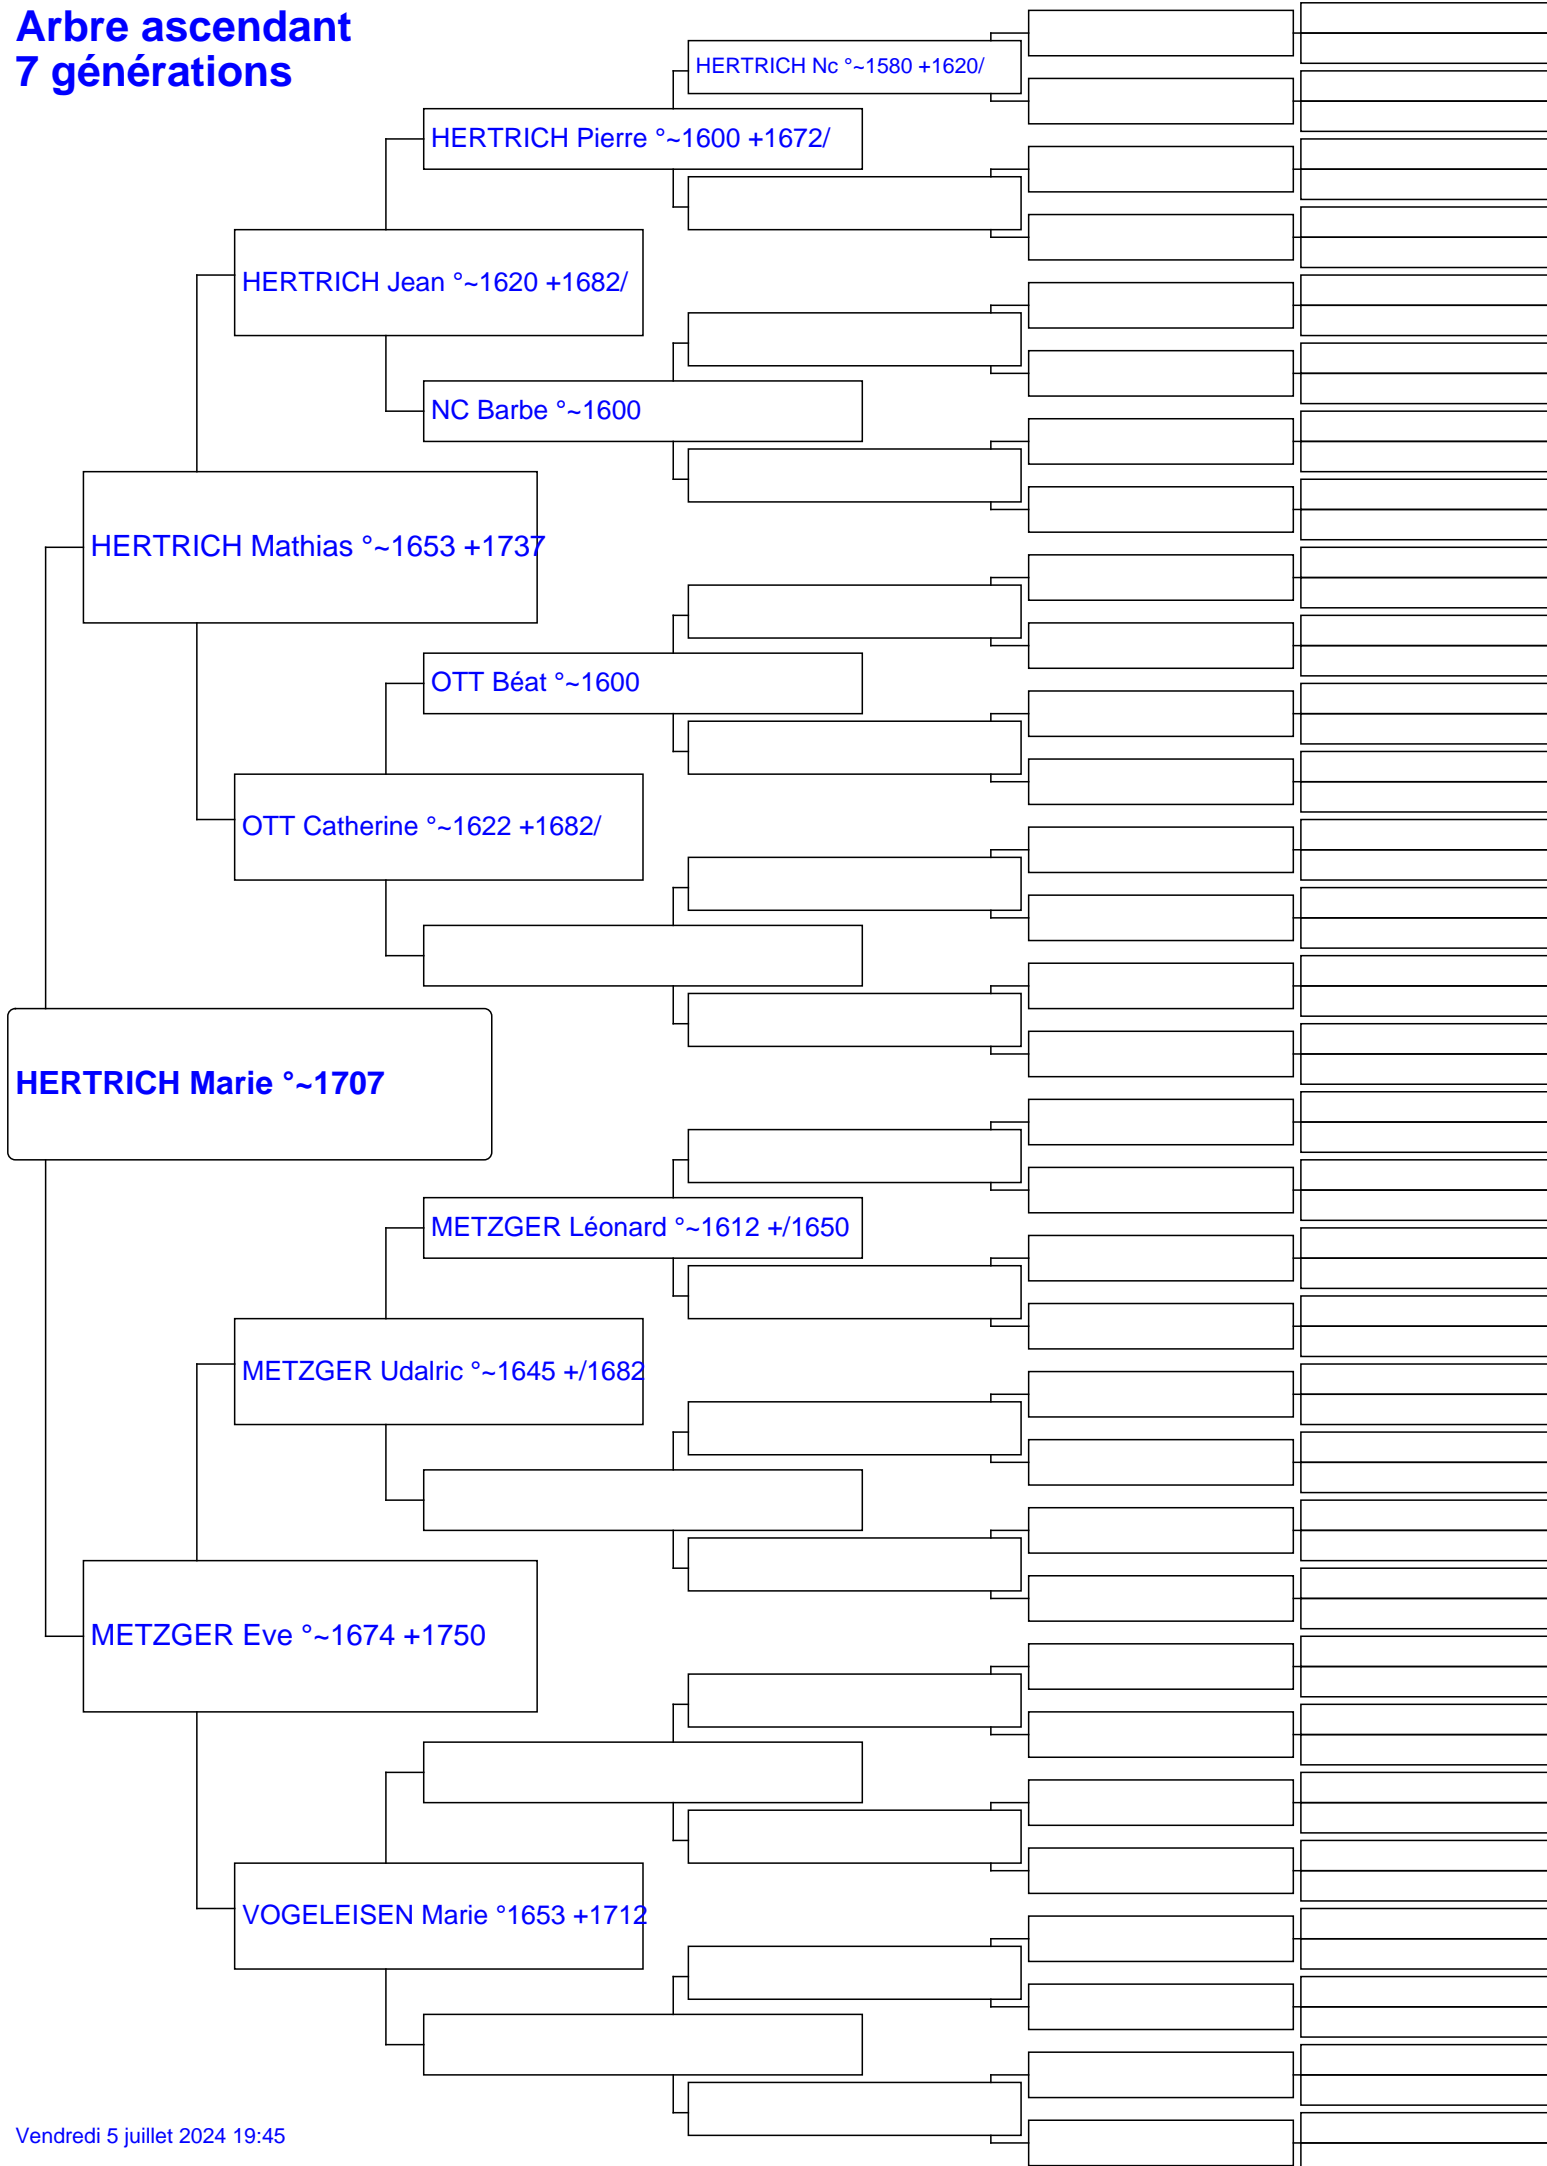 Arbre ascendant
7 générations
HERTRICH Nc °~1580 +1620/
HERTRICH Pierre °~1600 +1672/
HERTRICH Jean °~1620 +1682/
NC Barbe °~1600
HERTRICH Mathias °~1653 +1737
OTT Béat °~1600
OTT Catherine °~1622 +1682/
HERTRICH Marie °~1707
METZGER Léonard °~1612 +/1650
METZGER Udalric °~1645 +/1682
METZGER Eve °~1674 +1750
VOGELEISEN Marie °1653 +1712
Vendredi 5 juillet 2024 19:45